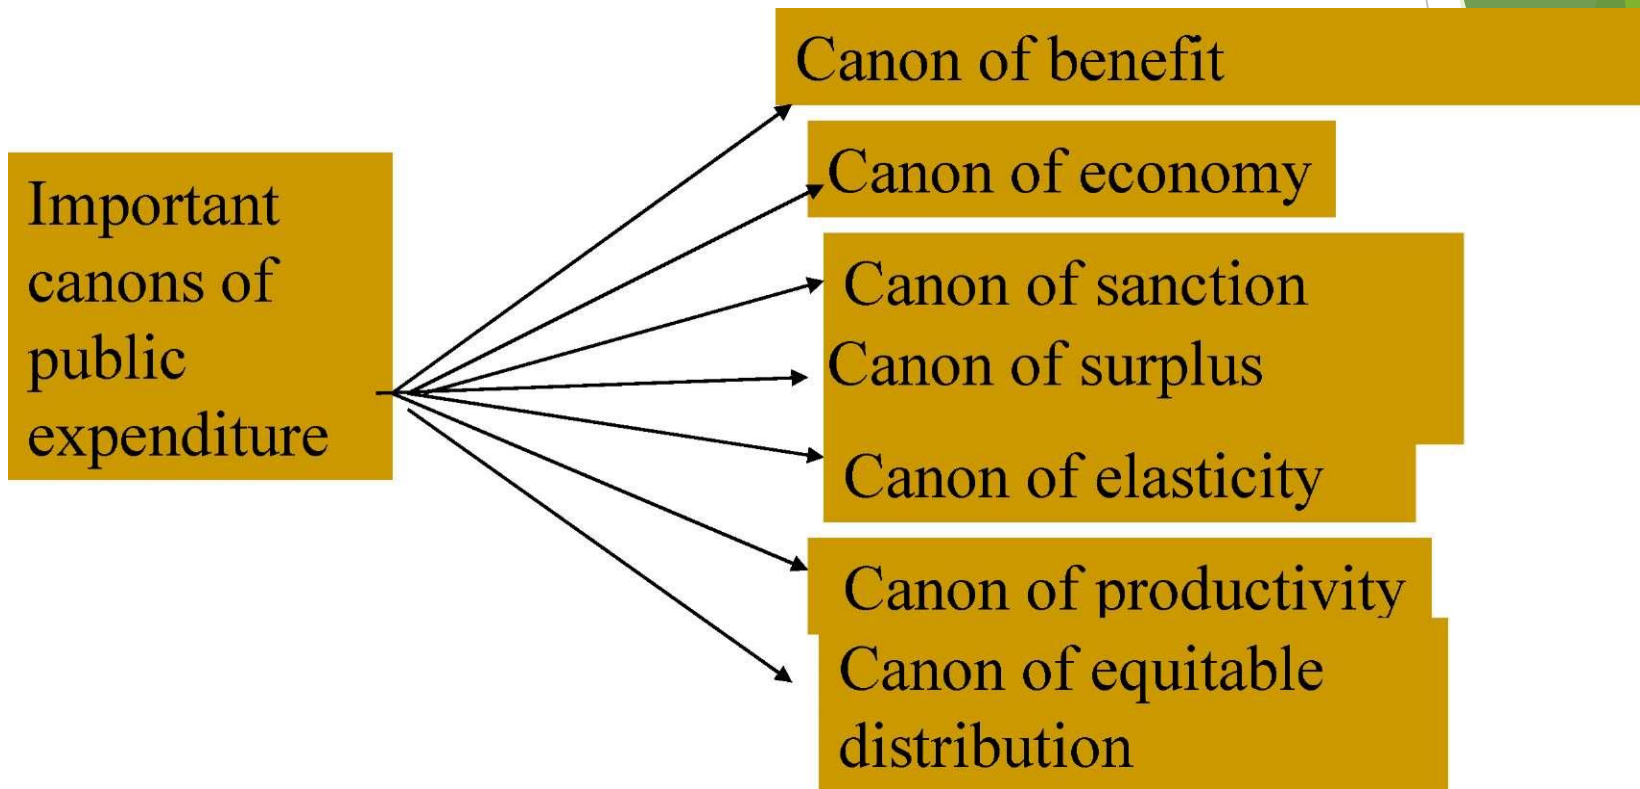 Important
canons of
public
expenditure
Canon of benefit
Canon of economy
Canon of sanction
Canon of surplus
Canon of elasticity
Canon of productivity
Canon of equitable
distribution